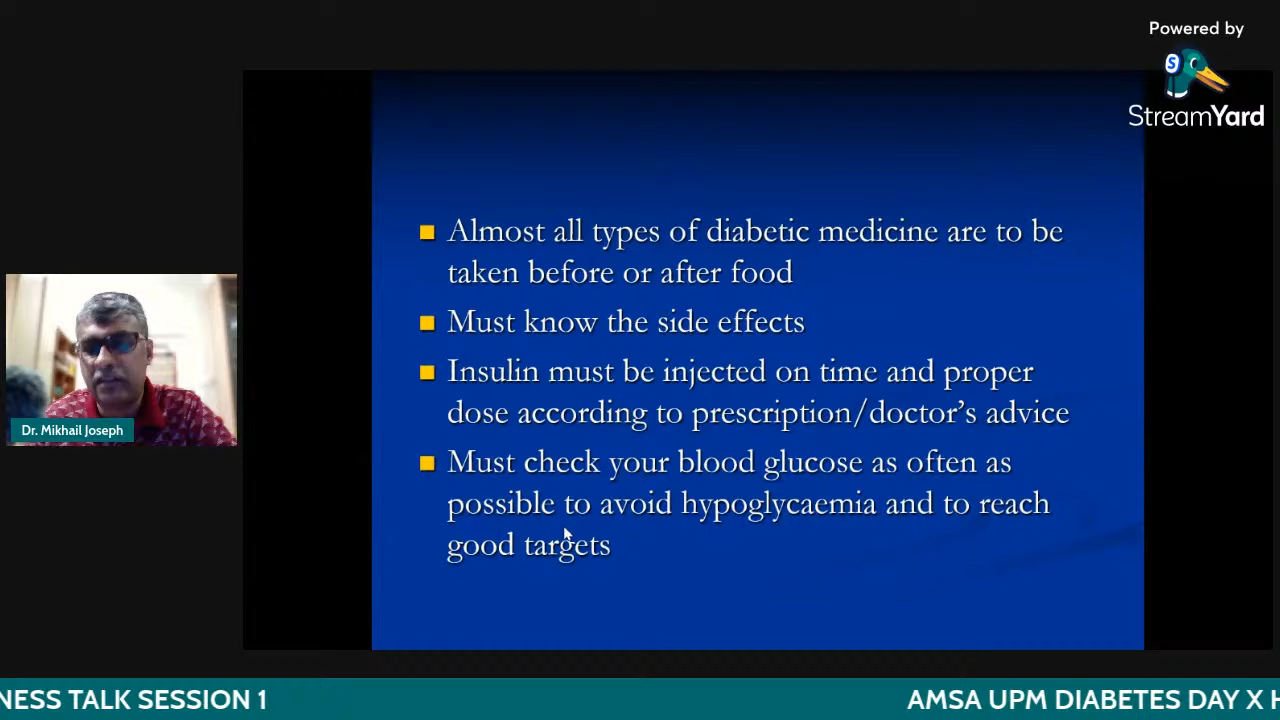 Powered by
StreamYard
Almost all types of diabetic medicine are to be
taken before or after food
Must know the side effects
Insulin must be injected on time and proper
dose according to prescription/doctor’s advice
Must check your blood glucose as often as
possible to avoid hypoglycaemia and to reach
good targets
Dr. Mikhail Joseph
NESS TALK SESSION 1
AMSA UPM DIABETES DAY X H